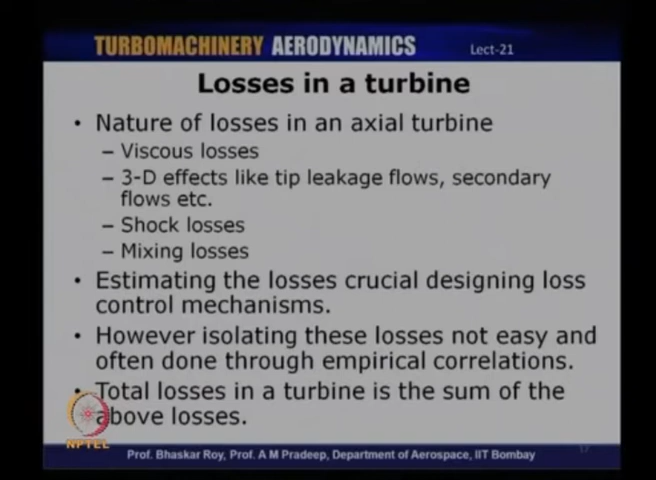 TURBOMACHINERY AERODYNAMICS Lect-21
Losses in a turbine
• Nature of losses in an axial turbine
– Viscous losses
– 3-D effects like tip leakage flows, secondary
flows etc.
– Shock losses
– Mixing losses
• Estimating the losses crucial designing loss
control mechanisms.
• However isolating these losses not easy and
often done through empirical correlations.
• Total losses in a turbine is the sum of the
above losses.
NPTEL
Prof. Bhaskar Roy, Prof. A M Pradeep, Department of Aerospace, IIT Bombay